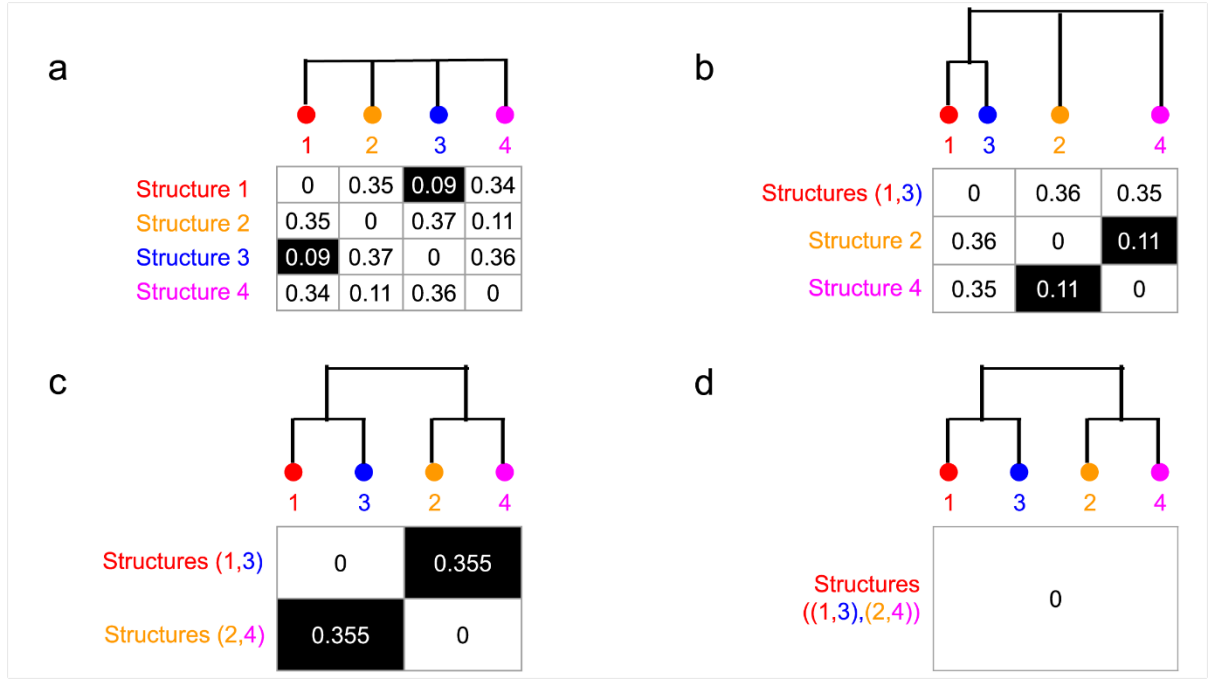 a
1 2 3 4
Structure 1 0 0.35 0.09 0.34
Structure 2 0.35 0 0.37 0.11
Structure 3 0.09 0.37 0 0.36
Structure 4 0.34 0.11 0.36 0
b
1 3 2 4
Structures (1,3) 0 0.36 0.35
Structure 2 0.36 0 0.11
Structure 4 0.35 0.11 0
c
1 3 2 4
Structures (1,3) 0 0.355
Structures (2,4) 0.355 0
d
1 3 2 4
Structures
((1,3),(2,4))
0